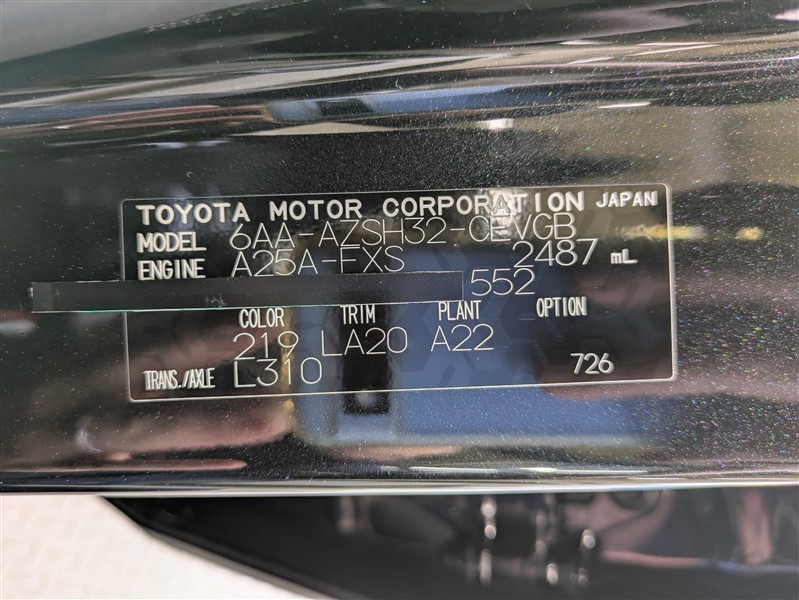 TOYOTA MOTOR CORPORATION JAPAN
MODEL 6AA-AZSH32-CEVGB
ENGINE A25A-FXS 2487 mL
552
COLOR TRIM PLANT OPTION
219 LA20 A22
TRANS./AXLE L310 726